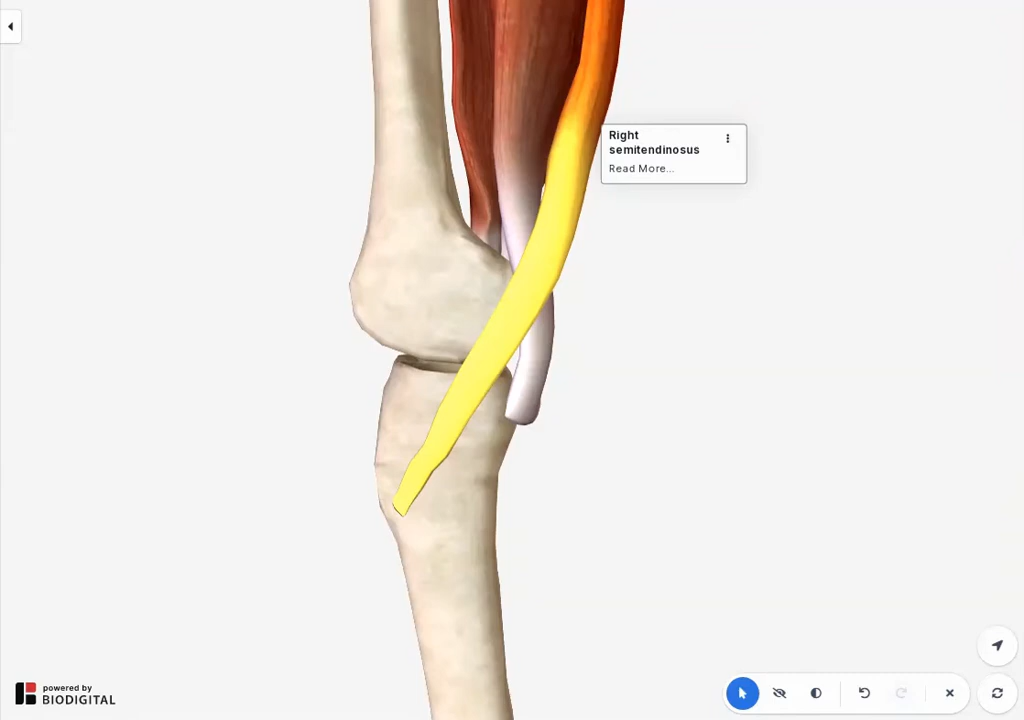 Right
semitendinosus
Read More...
powered by
BIODIGITAL